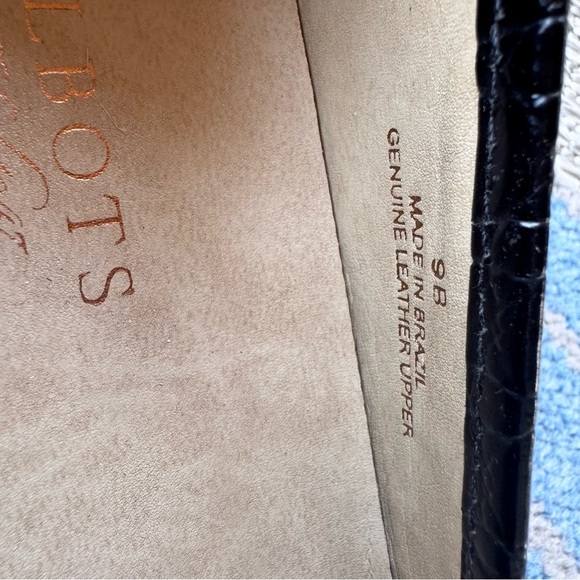 LBOTS
9B
MADE IN BRAZIL
GENUINE LEATHER UPPER